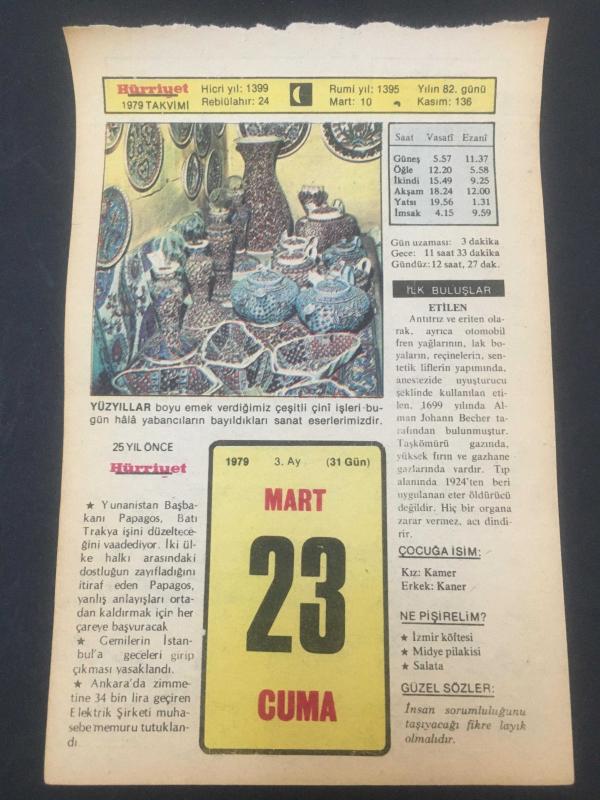 Hürriyet
1979 TAKVİMİ
Hicri yıl: 1399
Rebiülahır: 24
Rumi yıl: 1395
Mart: 10
Yılın 82. günü
Kasım: 136
Saat Vasatî Ezanî
Güneş 5.57 11.37
Öğle 12.20 5.58
İkindi 15.49 9.25
Akşam 18.24 12.00
Yatsı 19.56 1.31
İmsak 4.15 9.59
Gün uzaması: 3 dakika
Gece: 11 saat 33 dakika
Gündüz: 12 saat, 27 dak.
YÜZYILLAR boyu emek verdiğimiz çeşitli çinî işleri bu-
gün hâlâ yabancıların bayıldıkları sanat eserlerimizdir.
25 YIL ÖNCE
Hürriyet
★ Yunanistan Başba-
kanı Papagos, Batı
Trakya işini düzeltece-
ğini vaadediyor. İki ül-
ke halkı arasındaki
dostluğun zayıfladığını
itiraf eden Papagos,
yanlış anlayışları orta-
dan kaldırmak için her
çareye başvuracak
★ Gemilerin İstan-
bul'a geceleri girip
çıkması yasaklandı.
★ Ankara'da zimme-
tine 34 bin lira geçiren
Elektrik Şirketi muha-
sebe memuru tutuklan-
dı
1979 3. Ay (31 Gün)
MART
23
CUMA
İLK BULUŞLAR
ETİLEN
Antifriz ve eriten ola-
rak, ayrıca otomobil
fren yağlarının, lak bo-
yaların, reçinelerin, sen-
tetik liflerin yapımında,
anestezide uyuşturucu
şeklinde kullanılan eti-
len, 1699 yılında Al-
man Johann Becher ta-
rafından bulunmuştur.
Taşkömürü gazında,
yüksek fırın ve gazhane
gazlarında vardır. Tıp
alanında 1924'ten beri
uygulanan eter öldürücü
değildir. Hiç bir organa
zarar vermez, acı dindi-
rir.
ÇOCUĞA İSİM:
Kız: Kamer
Erkek: Kaner
NE PİŞİRELİM?
★ İzmir köftesi
★ Midye pilakisi
★ Salata
GÜZEL SÖZLER:
İnsan sorumluluğunu
taşıyacağı fikre layık
olmalıdır.